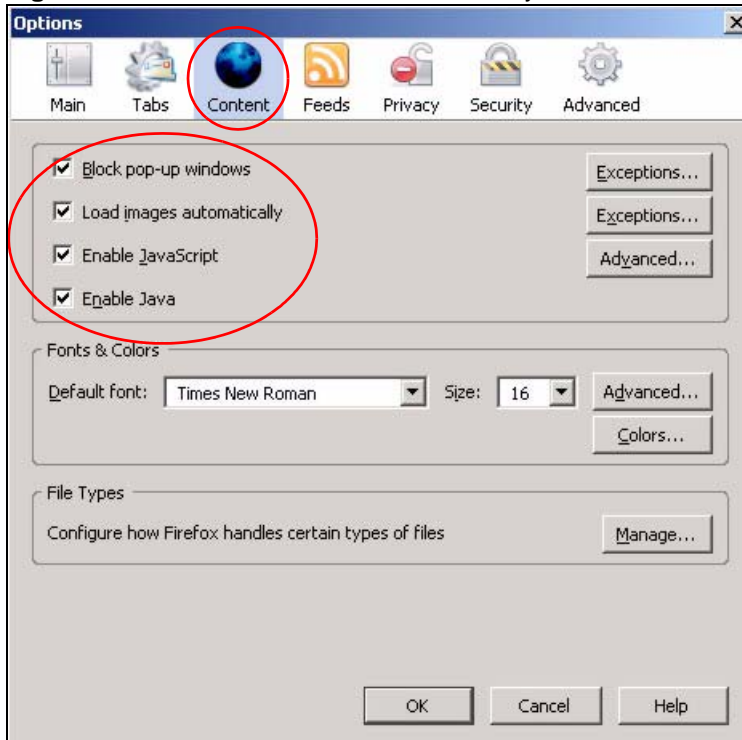 Options
Main Tabs Content Feeds Privacy Security Advanced
Block pop-up windows Exceptions...
Load images automatically Exceptions...
Enable JavaScript Advanced...
Enable Java
Fonts & Colors
Default font: Times New Roman Size: 16 Advanced...
Colors...
File Types
Configure how Firefox handles certain types of files Manage...
OK Cancel Help